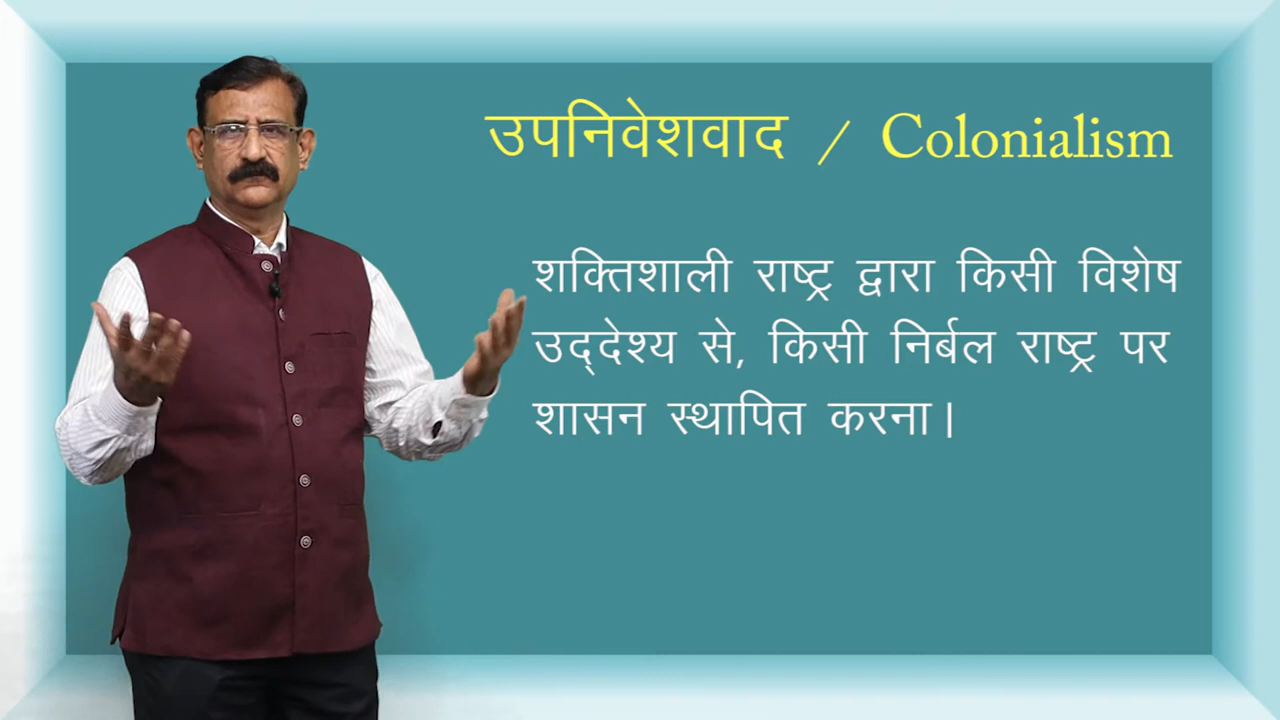 उपनिवेशवाद / Colonialism
शक्तिशाली राष्ट्र द्वारा किसी विशेष
उद्देश्य से, किसी निर्बल राष्ट्र पर
शासन स्थापित करना।